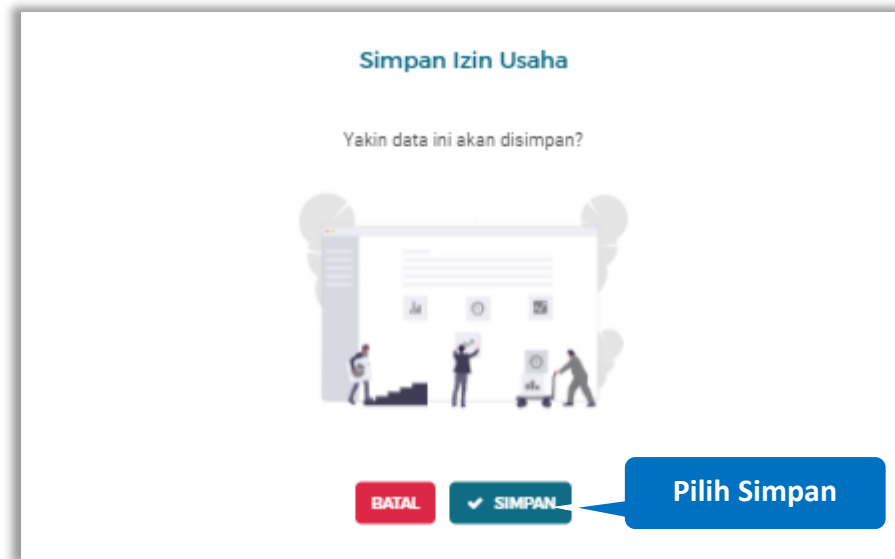 Simpan Izin Usaha
Yakin data ini akan disimpan?
BATAL
SIMPAN
Pilih Simpan